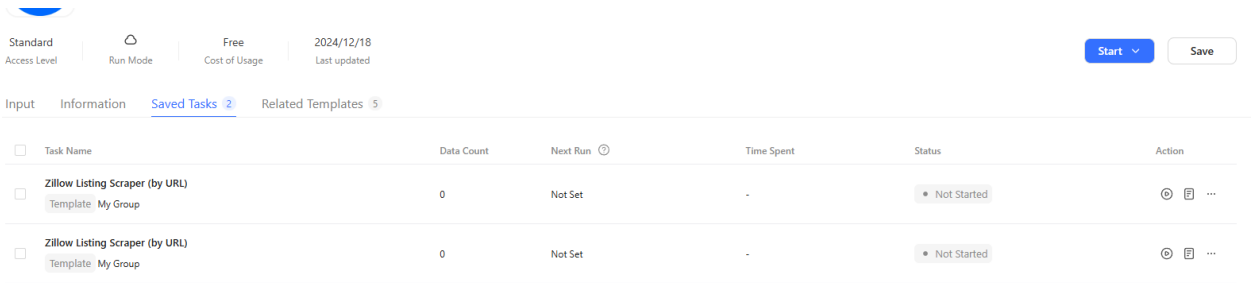 Standard Free 2024/12/18
Access Level Run Mode Cost of Usage Last updated
Start Save
Input Information Saved Tasks 2 Related Templates 5
Task Name Data Count Next Run ? Time Spent Status Action
Zillow Listing Scraper (by URL)
Template My Group 0 Not Set - Not Started ...
Zillow Listing Scraper (by URL)
Template My Group 0 Not Set - Not Started ...